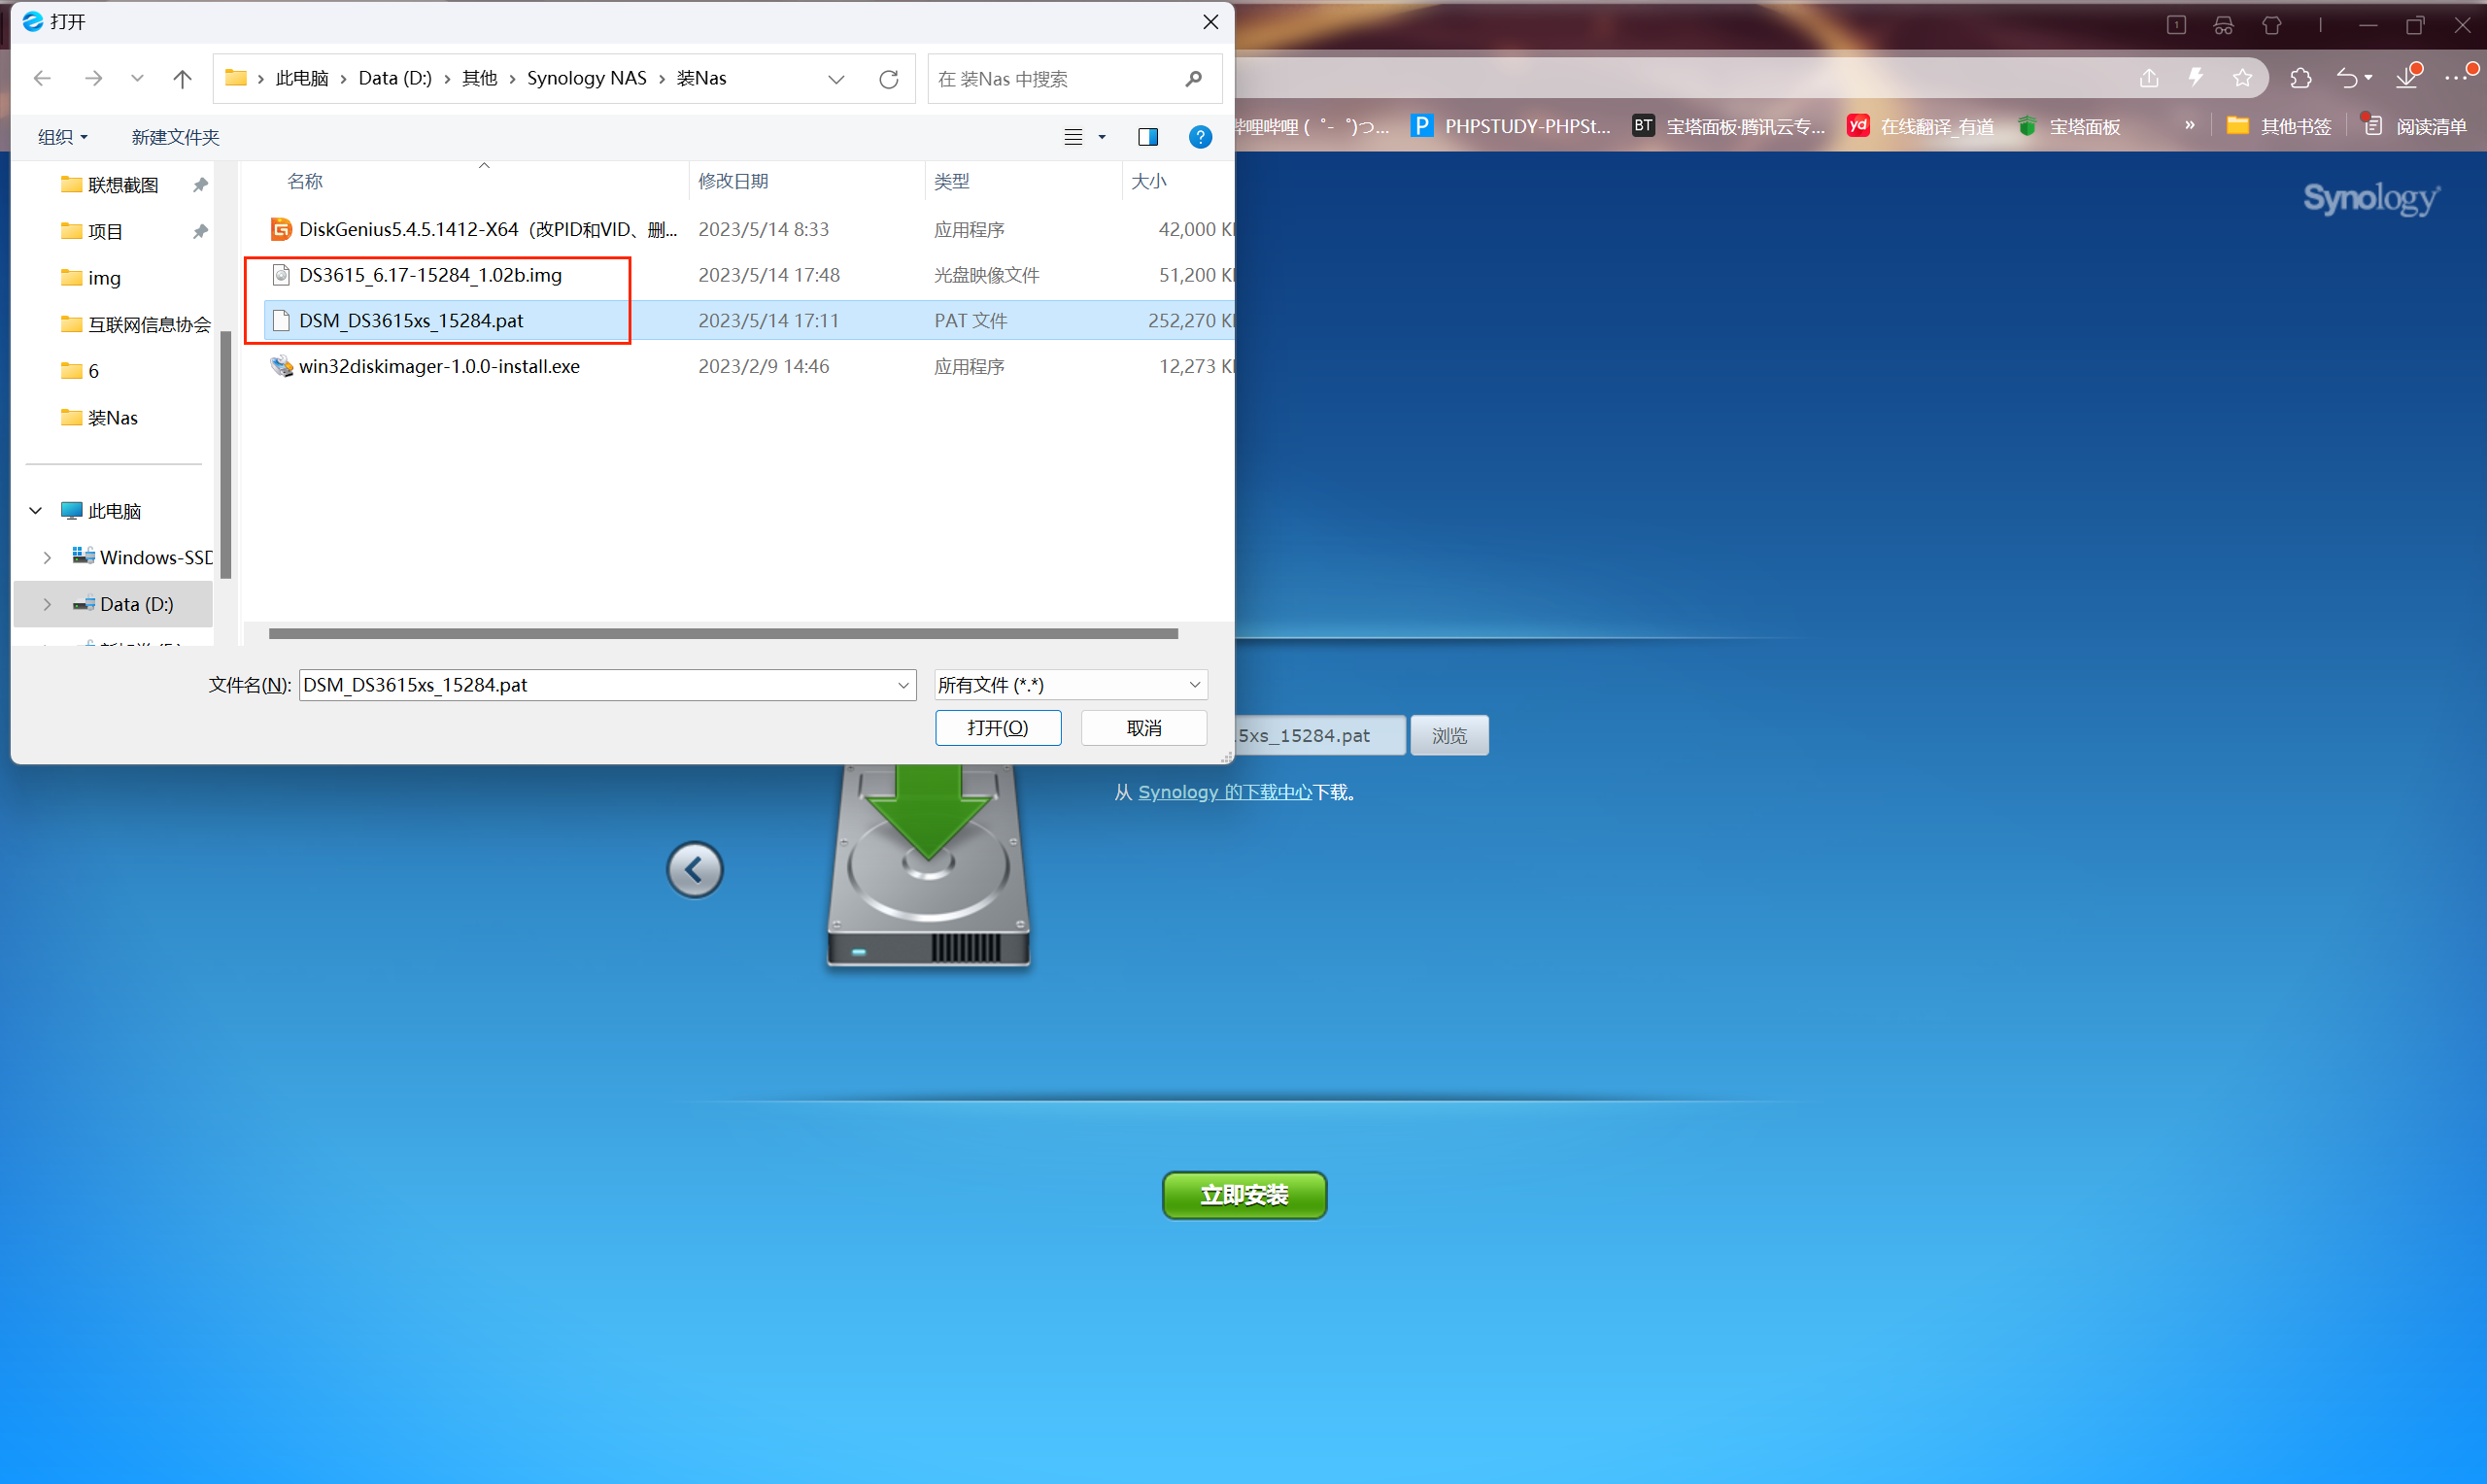 打开
此电脑 › Data (D:) › 其他 › Synology NAS › 装Nas
在 装Nas 中搜索
组织
新建文件夹
哔哩哔哩 ( ゜- ゜)つ...
PHPSTUDY-PHPSt...
BT 宝塔面板·腾讯云专...
yd 在线翻译_有道
宝塔面板
»
其他书签
阅读清单
Synology
联想截图
项目
img
互联网信息协会
6
装Nas
此电脑
Windows-SSD
Data (D:)
名称 修改日期 类型 大小
DiskGenius5.4.5.1412-X64（改PID和VID、删... 2023/5/14 8:33 应用程序 42,000 K
DS3615_6.17-15284_1.02b.img 2023/5/14 17:48 光盘映像文件 51,200 K
DSM_DS3615xs_15284.pat 2023/5/14 17:11 PAT 文件 252,270 K
win32diskimager-1.0.0-install.exe 2023/2/9 14:46 应用程序 12,273 K
文件名(N): DSM_DS3615xs_15284.pat 所有文件 (*.*)
打开(O) 取消
5xs_15284.pat 浏览
从 Synology 的下载中心下载。
立即安装